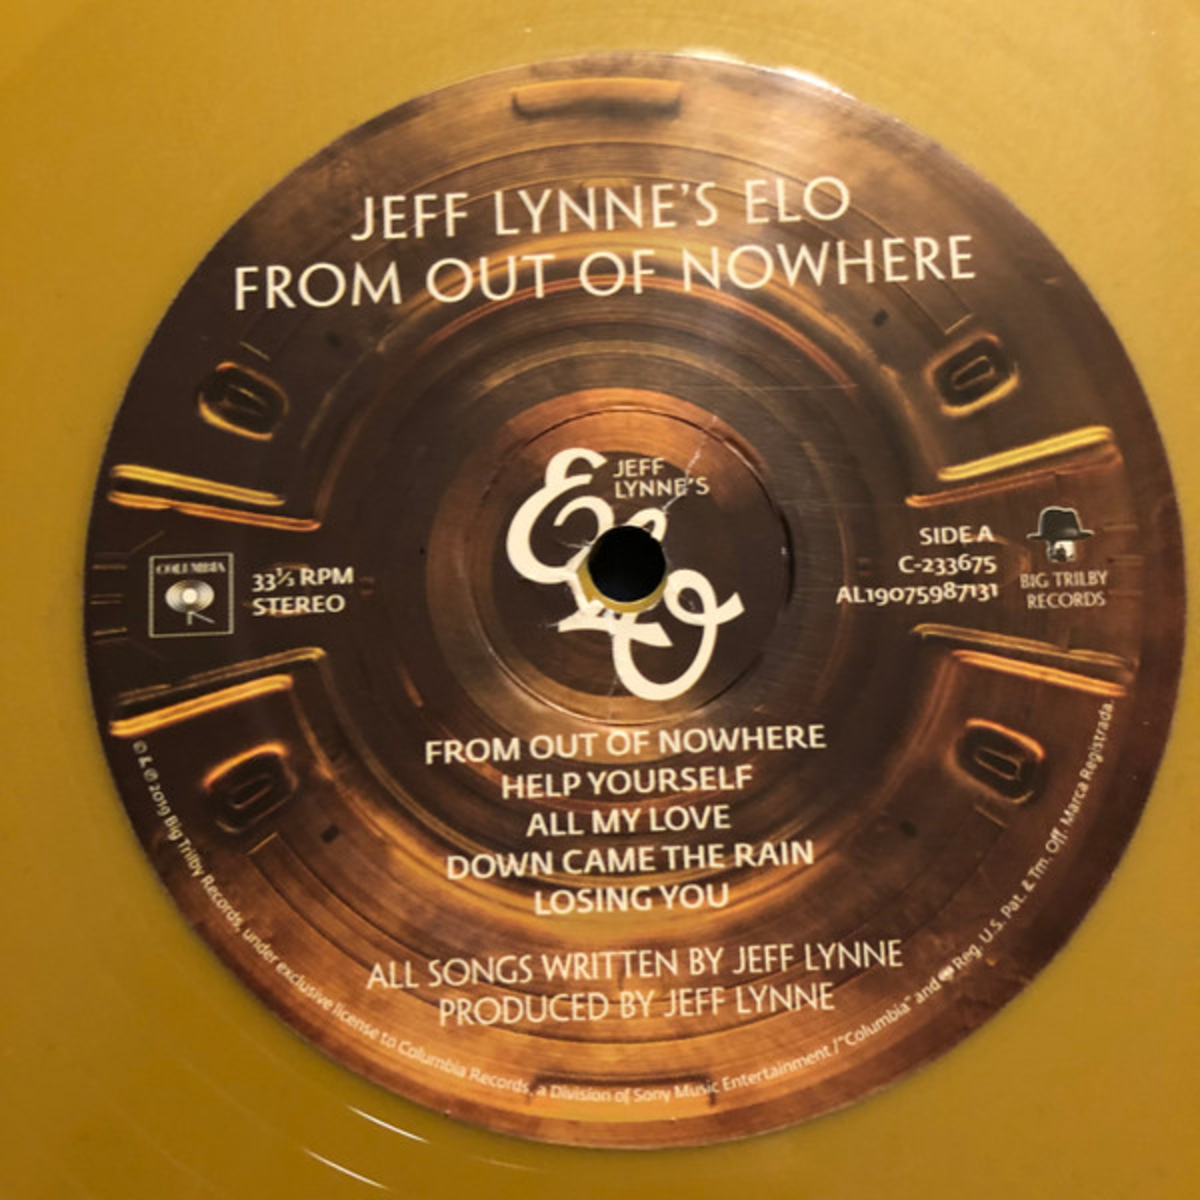 JEFF LYNNE'S ELO
FROM OUT OF NOWHERE
JEFF
LYNNE'S
ELO
COLUMBIA
33⅓ RPM
STEREO
SIDE A
C-233675
AL19075987131
BIG TRILBY
RECORDS
FROM OUT OF NOWHERE
HELP YOURSELF
ALL MY LOVE
DOWN CAME THE RAIN
LOSING YOU
ALL SONGS WRITTEN BY JEFF LYNNE
PRODUCED BY JEFF LYNNE
© & ℗ 2019 Big Trilby Records, under exclusive license to Columbia Records, a Division of Sony Music Entertainment /"Columbia" and Reg. U.S. Pat. & Tm. Off. Marca Registrada.